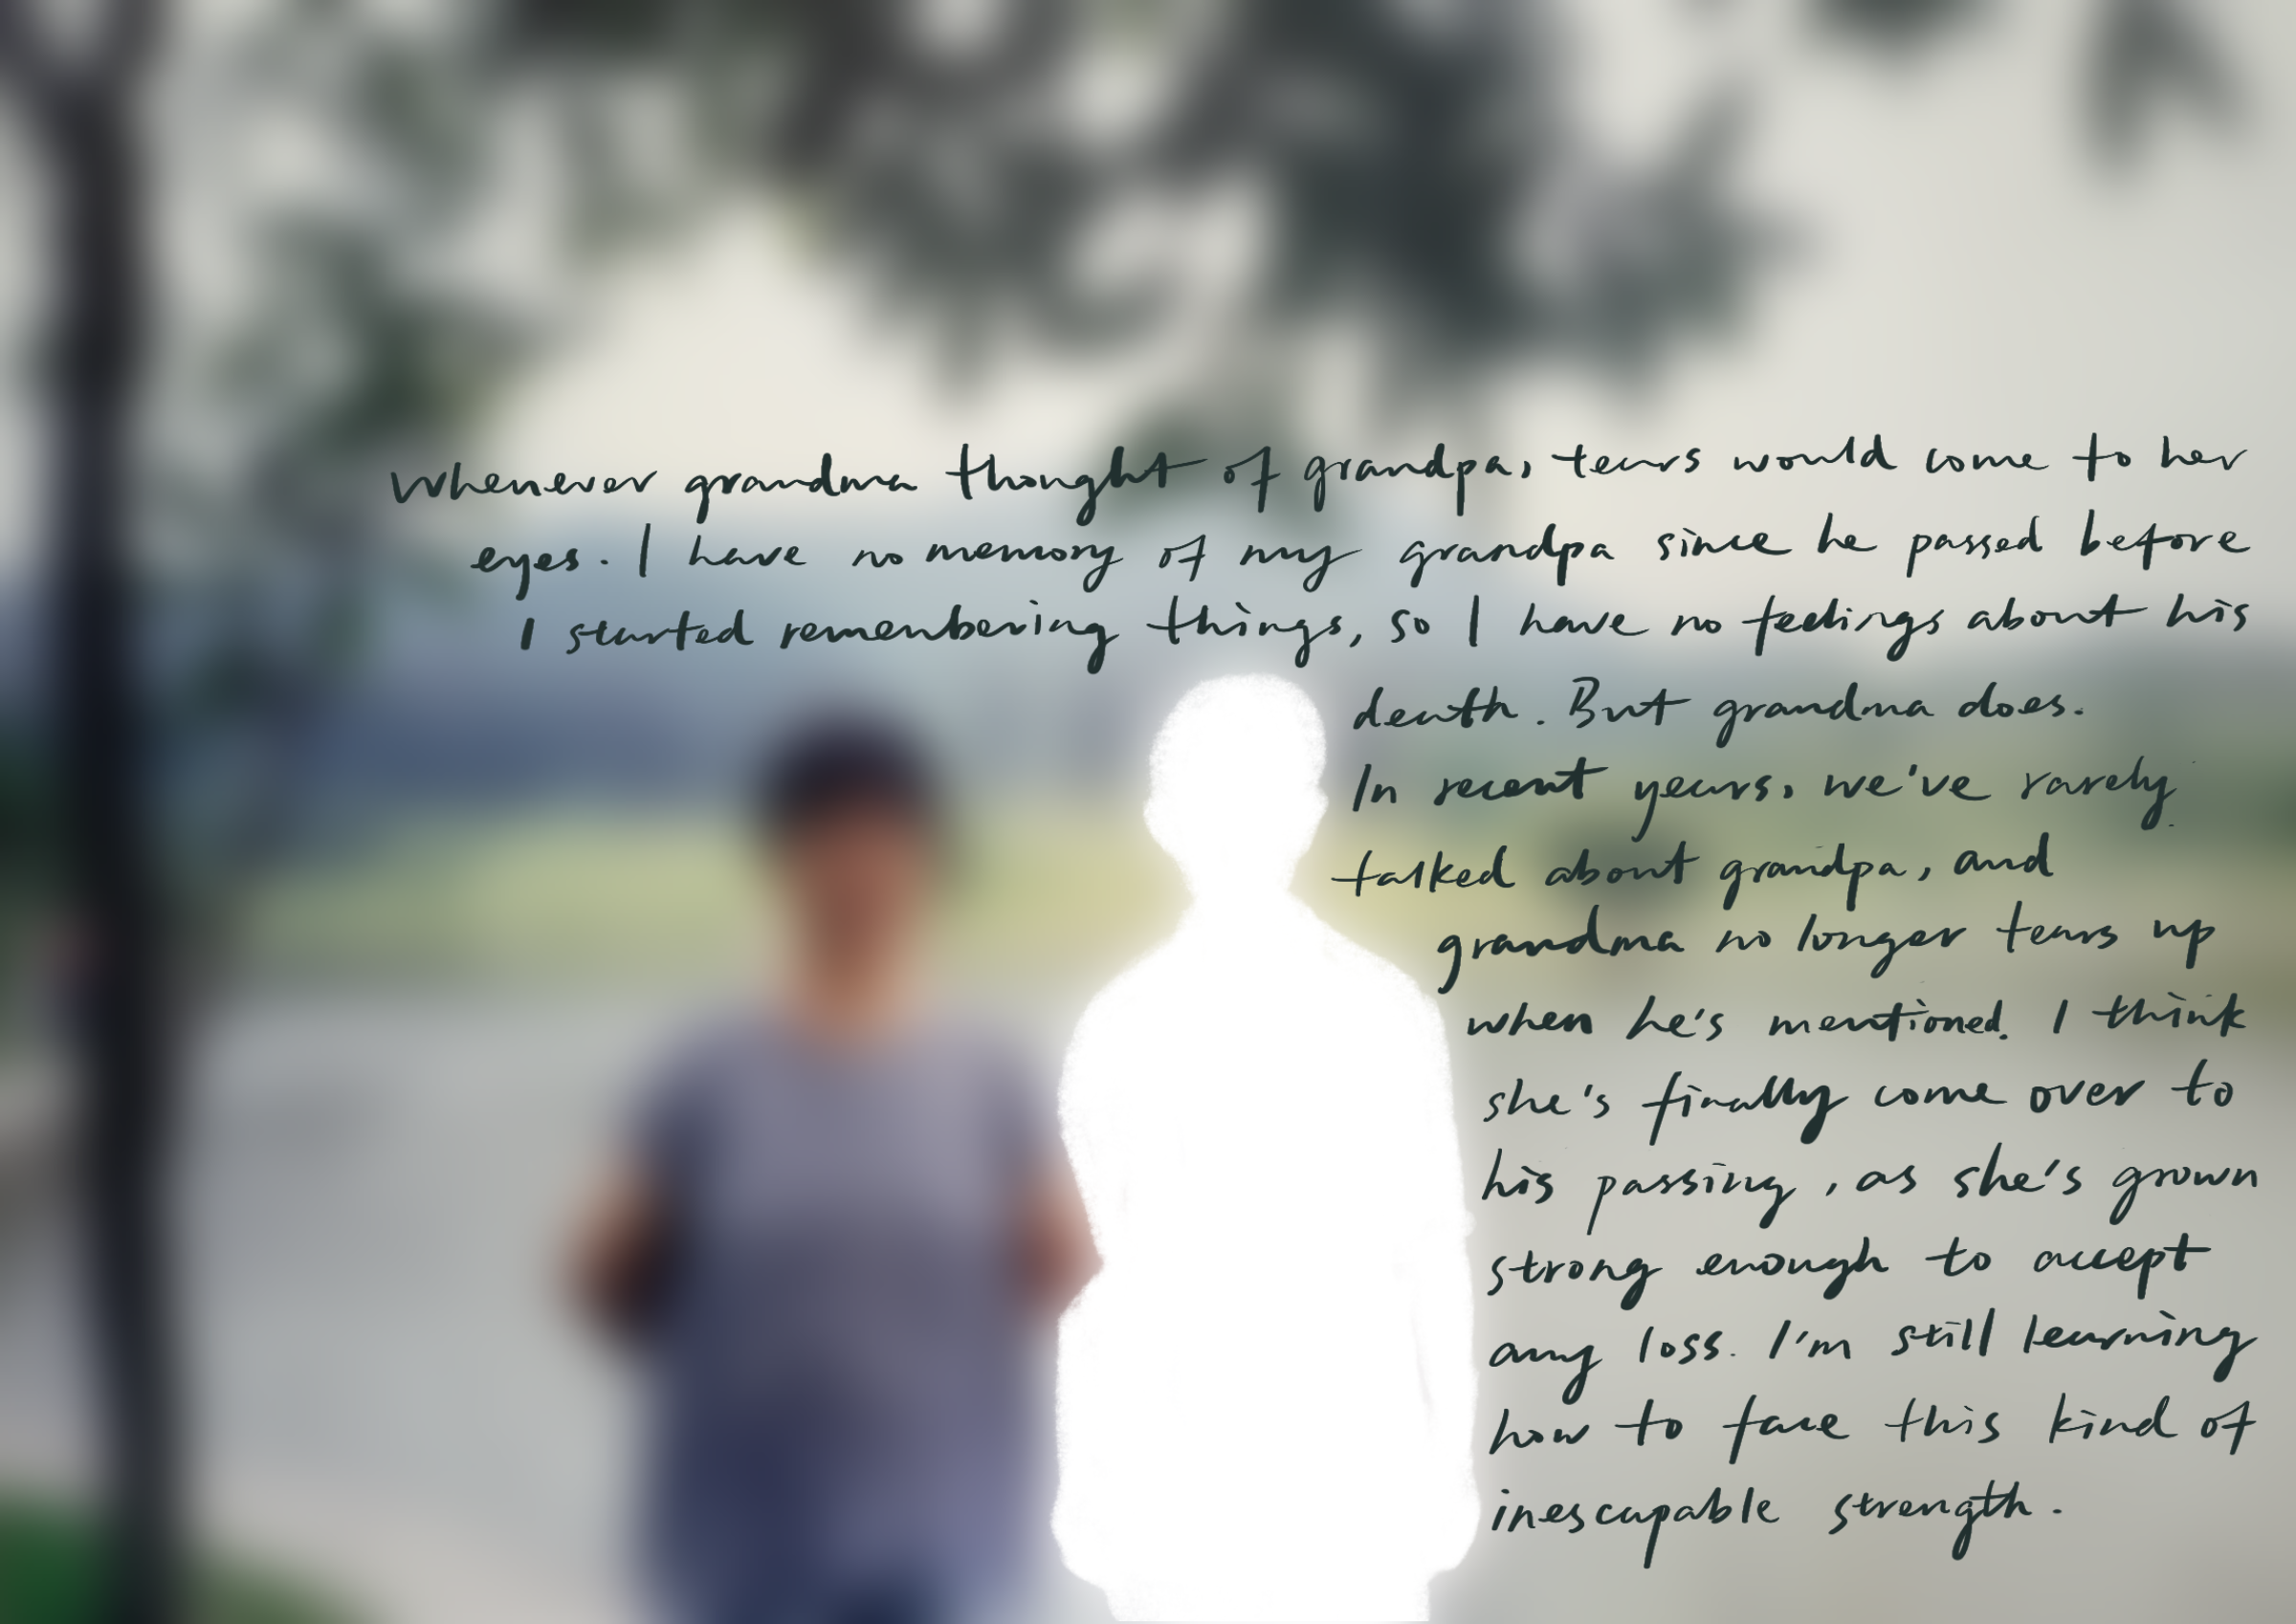 Whenever grandma thought of grandpa, tears would come to her
eyes. I have no memory of my grandpa since he passed before
I started remembering things, so I have no feelings about his
death. But grandma does.
In recent years, we've rarely
talked about grandpa, and
grandma no longer tears up
when he's mentioned. I think
she's finally come over to
his passing, as she's grown
strong enough to accept
any loss. I'm still learning
how to face this kind of
inescapable strength.